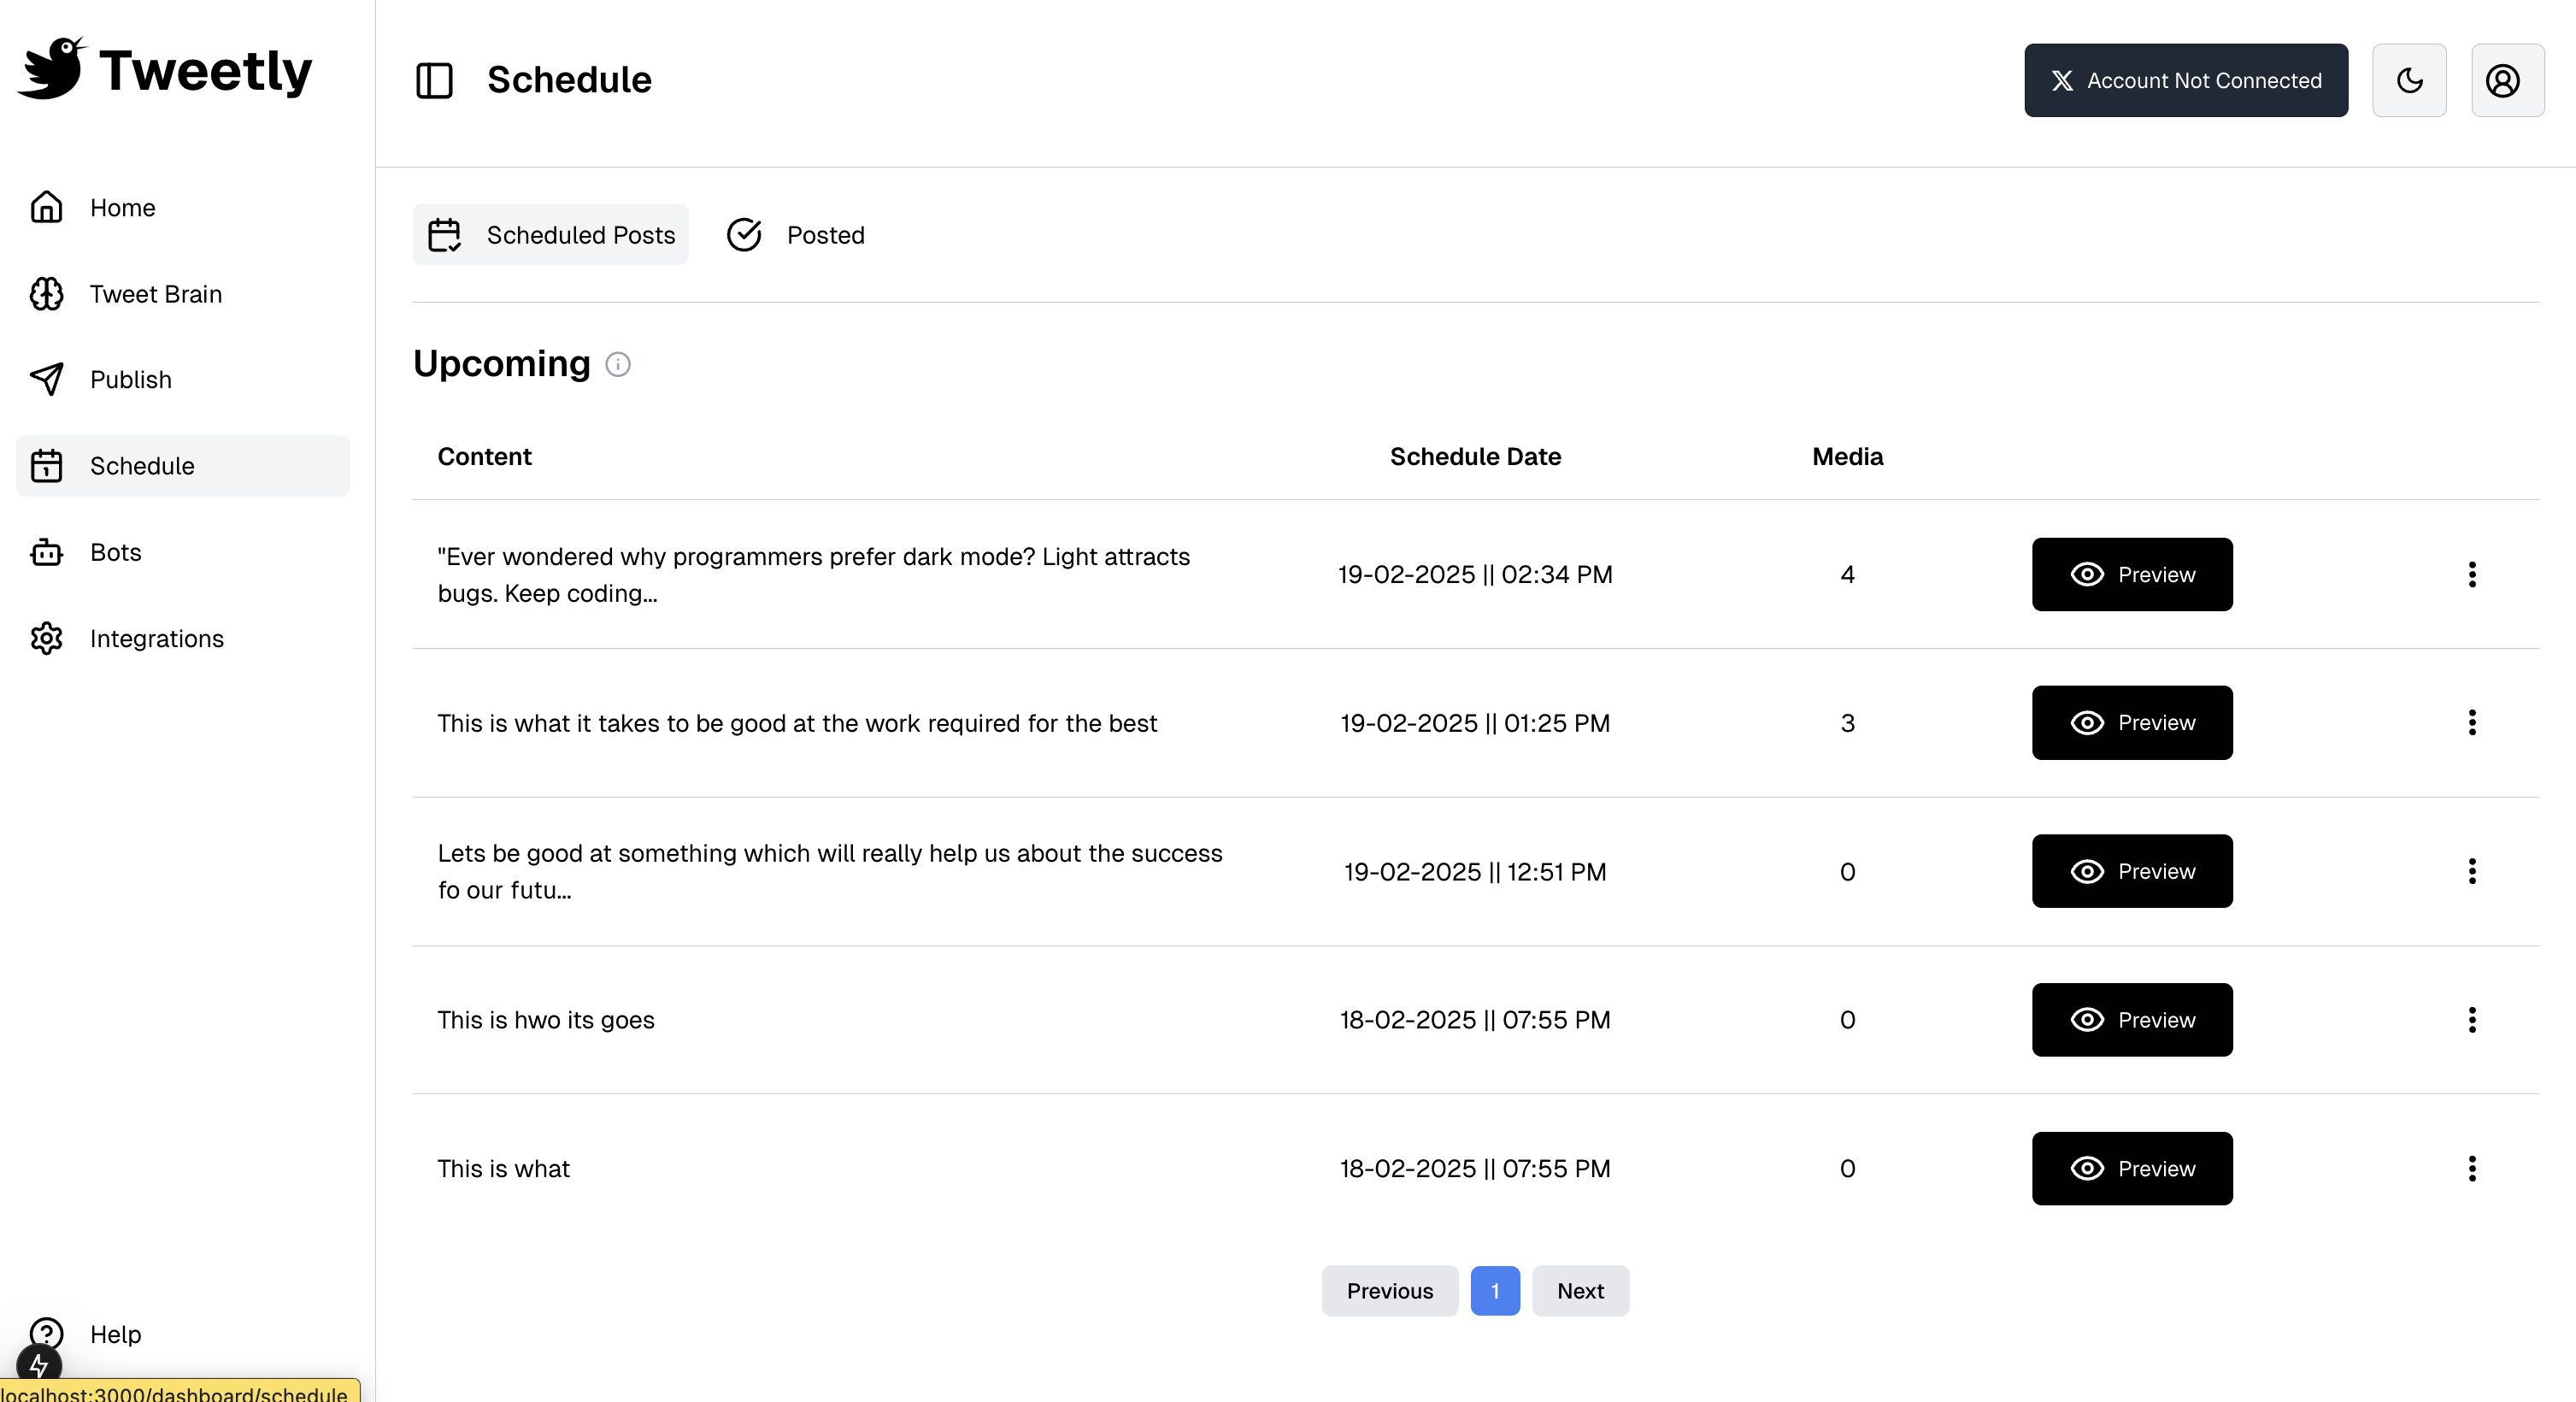 Tweetly
Schedule
Account Not Connected
Home
Tweet Brain
Publish
Schedule
Bots
Integrations
Help
localhost:3000/dashboard/schedule
Scheduled Posts
Posted
Upcoming
Content Schedule Date Media
"Ever wondered why programmers prefer dark mode? Light attracts
bugs. Keep coding...
19-02-2025 || 02:34 PM 4 Preview
This is what it takes to be good at the work required for the best 19-02-2025 || 01:25 PM 3 Preview
Lets be good at something which will really help us about the success
fo our futu...
19-02-2025 || 12:51 PM 0 Preview
This is hwo its goes 18-02-2025 || 07:55 PM 0 Preview
This is what 18-02-2025 || 07:55 PM 0 Preview
Previous 1 Next